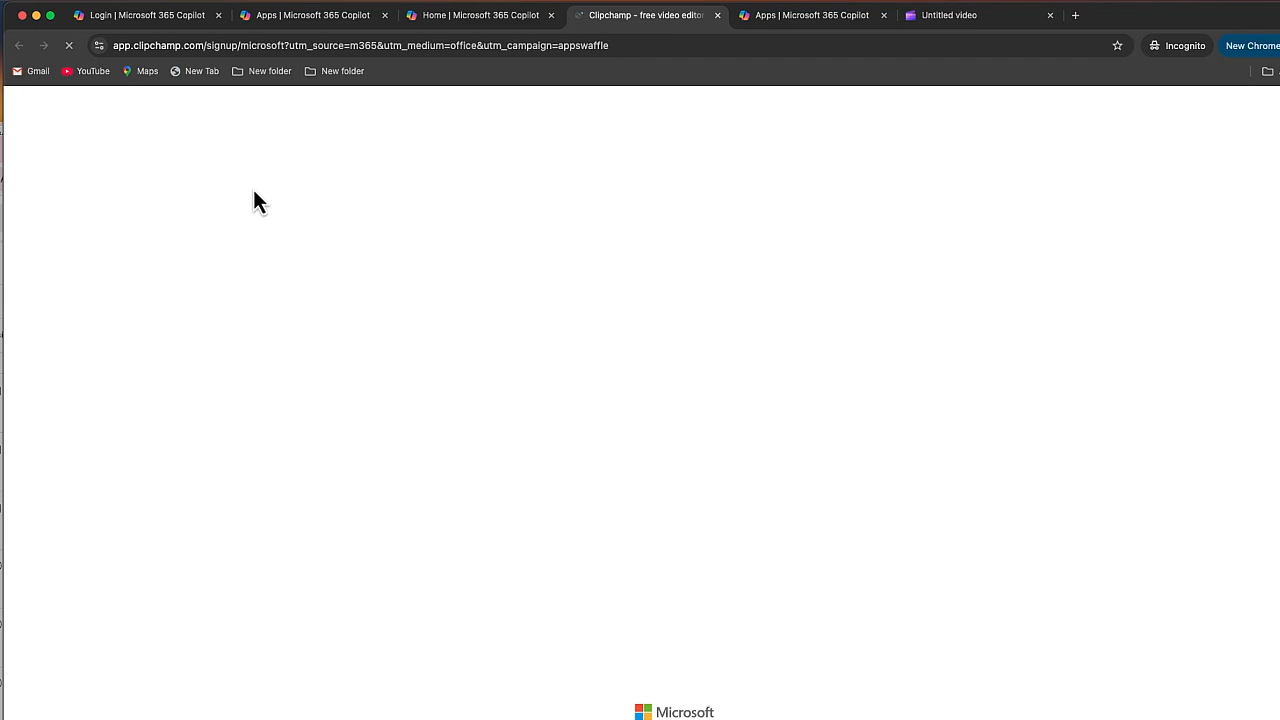 Login | Microsoft 365 Copilot
Apps | Microsoft 365 Copilot
Home | Microsoft 365 Copilot
Clipchamp - free video editor
Apps | Microsoft 365 Copilot
Untitled video
app.clipchamp.com/signup/microsoft?utm_source=m365&utm_medium=office&utm_campaign=appswaffle
Incognito
New Chrome
Gmail
YouTube
Maps
New Tab
New folder
New folder
Microsoft